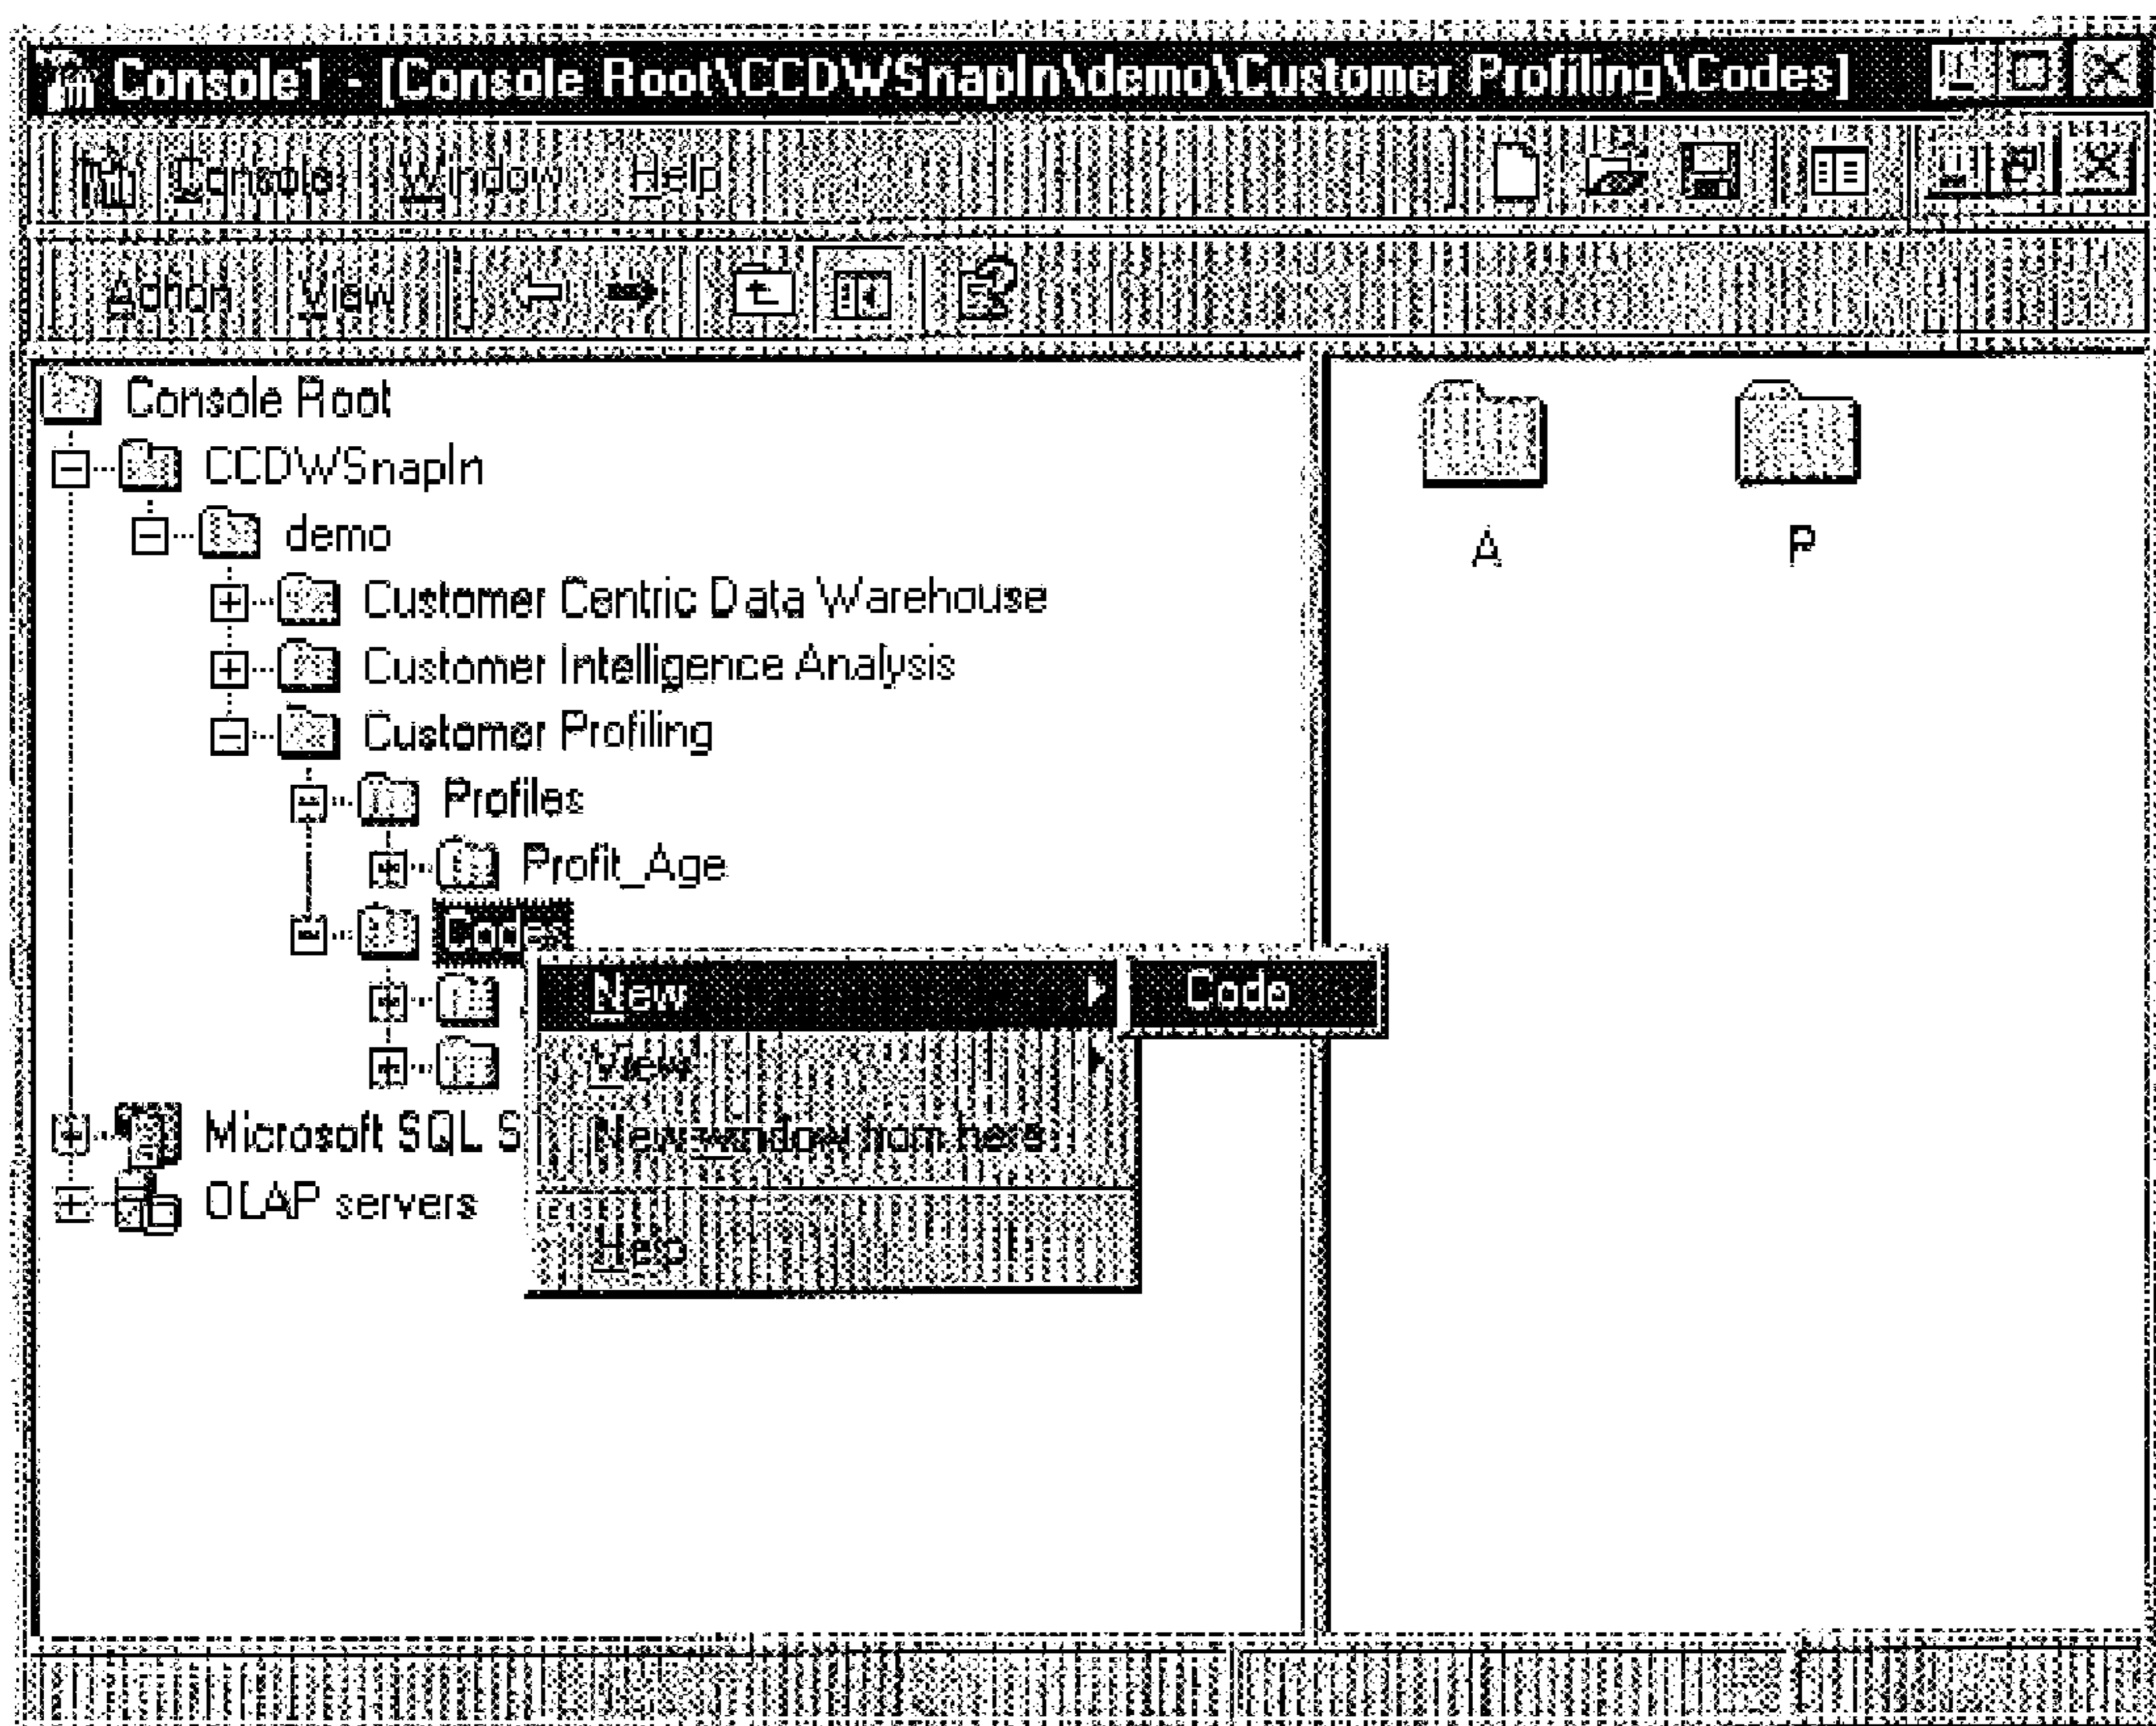 Console1 - [Console Root\CCDWSnapIn\demo\Customer Profiling\Codes]
Console Window Help
Action View
Console Root
CCDWSnapIn
demo
Customer Centric Data Warehouse
Customer Intelligence Analysis
Customer Profiling
Profiles
Profit_Age
Codes
New
Code
View
New window from here
Help
Microsoft SQL S
OLAP servers
A
P